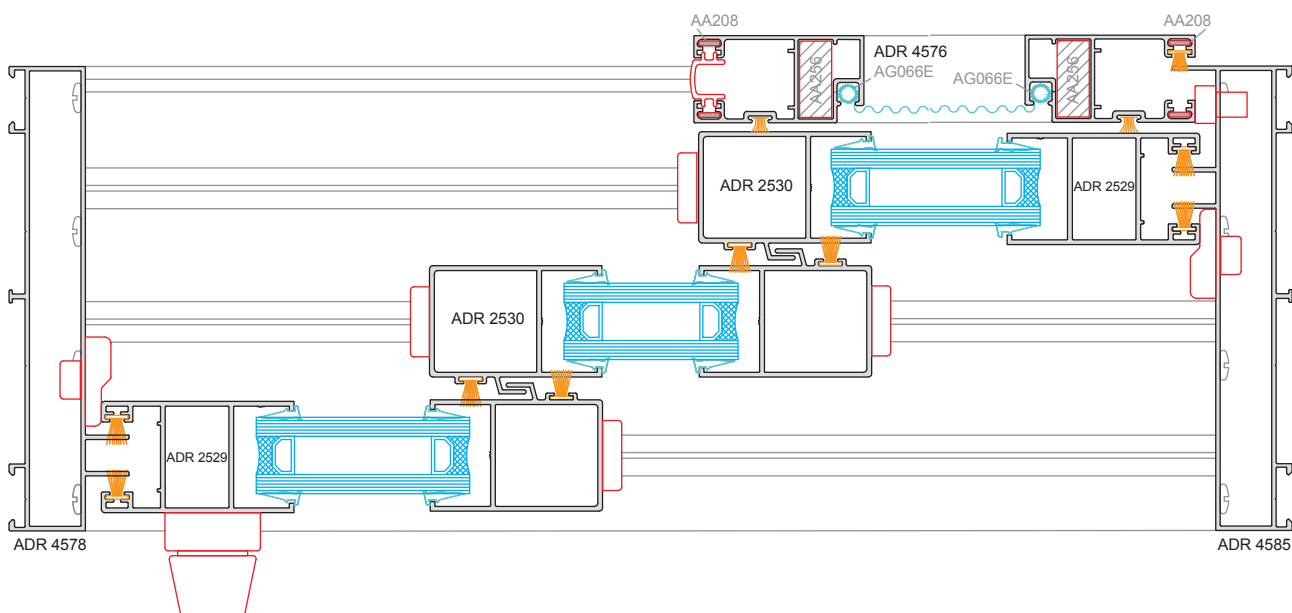 AA208
AA208
ADR 4576
AA256
AA256
AG066E
AG066E
ADR 2530
ADR 2529
ADR 2530
ADR 2529
ADR 4578
ADR 4585